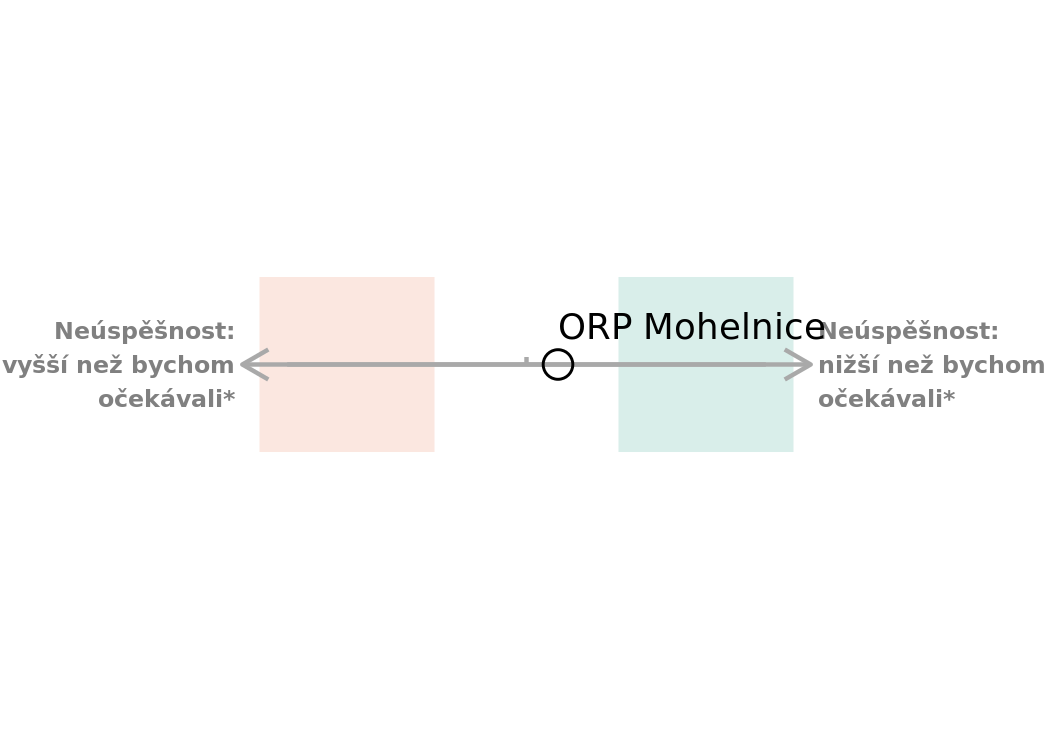 ORP Mohelnice
Neúspěšnost:
vyšší než bychom
očekávali*
Neúspěšnost:
nižší než bychom
očekávali*